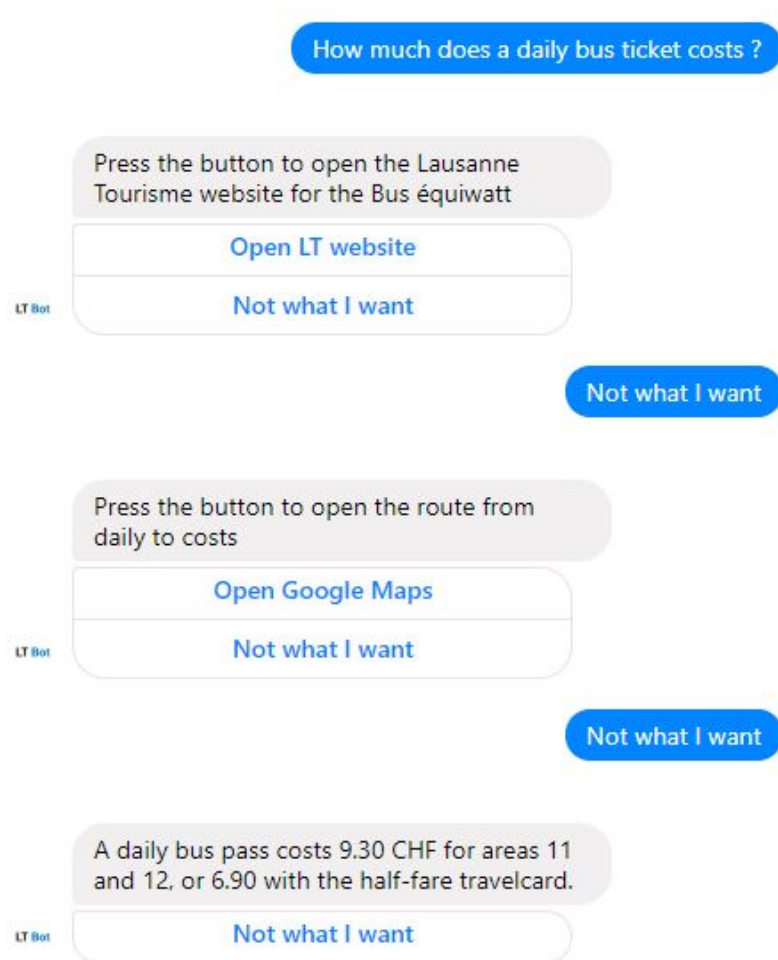 How much does a daily bus ticket costs ?
Press the button to open the Lausanne
Tourisme website for the Bus équiwatt
Open LT website
Not what I want
LT Bot
Not what I want
Press the button to open the route from
daily to costs
Open Google Maps
Not what I want
LT Bot
Not what I want
A daily bus pass costs 9.30 CHF for areas 11
and 12, or 6.90 with the half-fare travelcard.
Not what I want
LT Bot